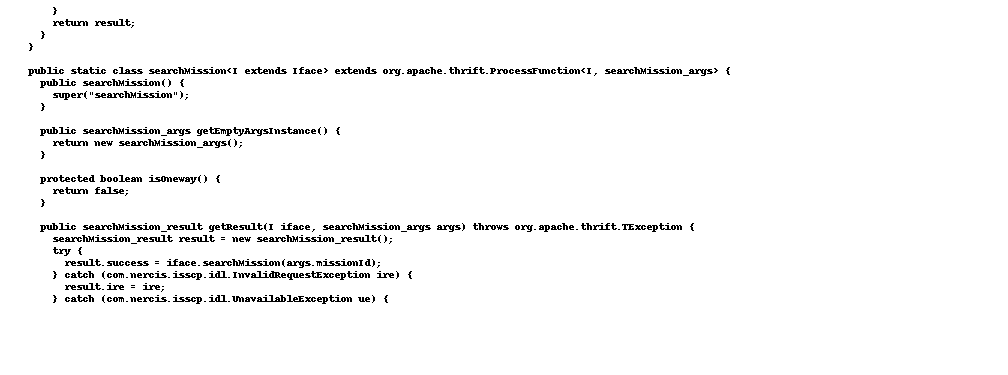 }
    return result;
  }
}

public static class searchMission<I extends Iface> extends org.apache.thrift.ProcessFunction<I, searchMission_args> {
  public searchMission() {
    super("searchMission");
  }

  public searchMission_args getEmptyArgsInstance() {
    return new searchMission_args();
  }

  protected boolean isOneway() {
    return false;
  }

  public searchMission_result getResult(I iface, searchMission_args args) throws org.apache.thrift.TException {
    searchMission_result result = new searchMission_result();
    try {
      result.success = iface.searchMission(args.missionId);
    } catch (com.nercis.isscp.idl.InvalidRequestException ire) {
      result.ire = ire;
    } catch (com.nercis.isscp.idl.UnavailableException ue) {